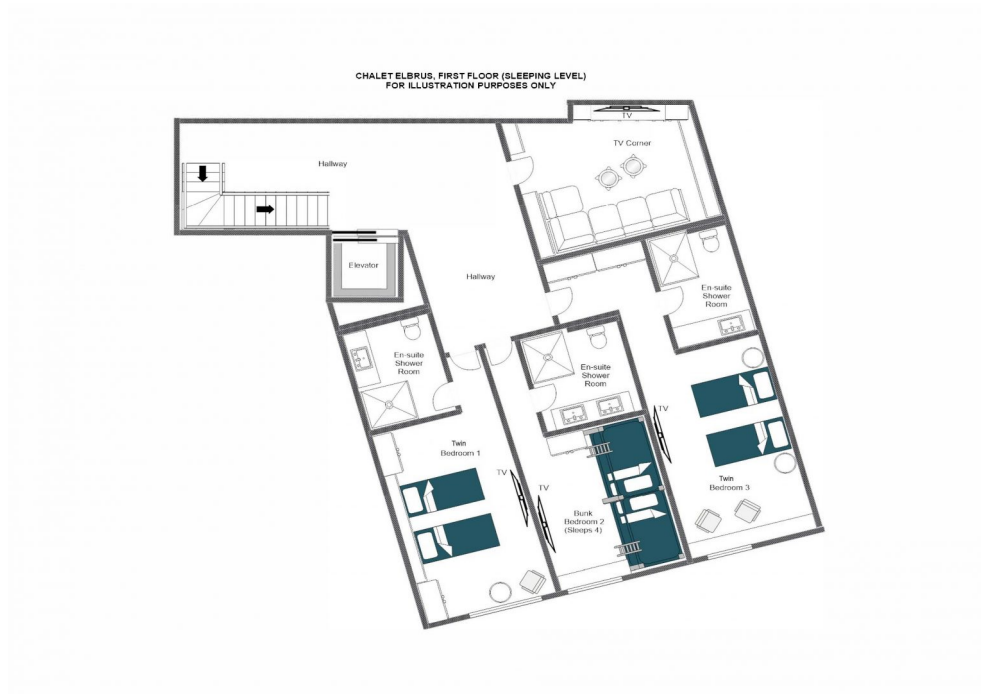 CHALET ELBRUS, FIRST FLOOR (SLEEPING LEVEL)
FOR ILLUSTRATION PURPOSES ONLY
TV
TV Corner
Hallway
Elevator
Hallway
En-suite
Shower
Room
En-suite
Shower
Room
En-suite
Shower
Room
TV
Twin
Bedroom 1
TV
TV
Twin
Bedroom 3
Bunk
Bedroom 2
(Sleeps 4)